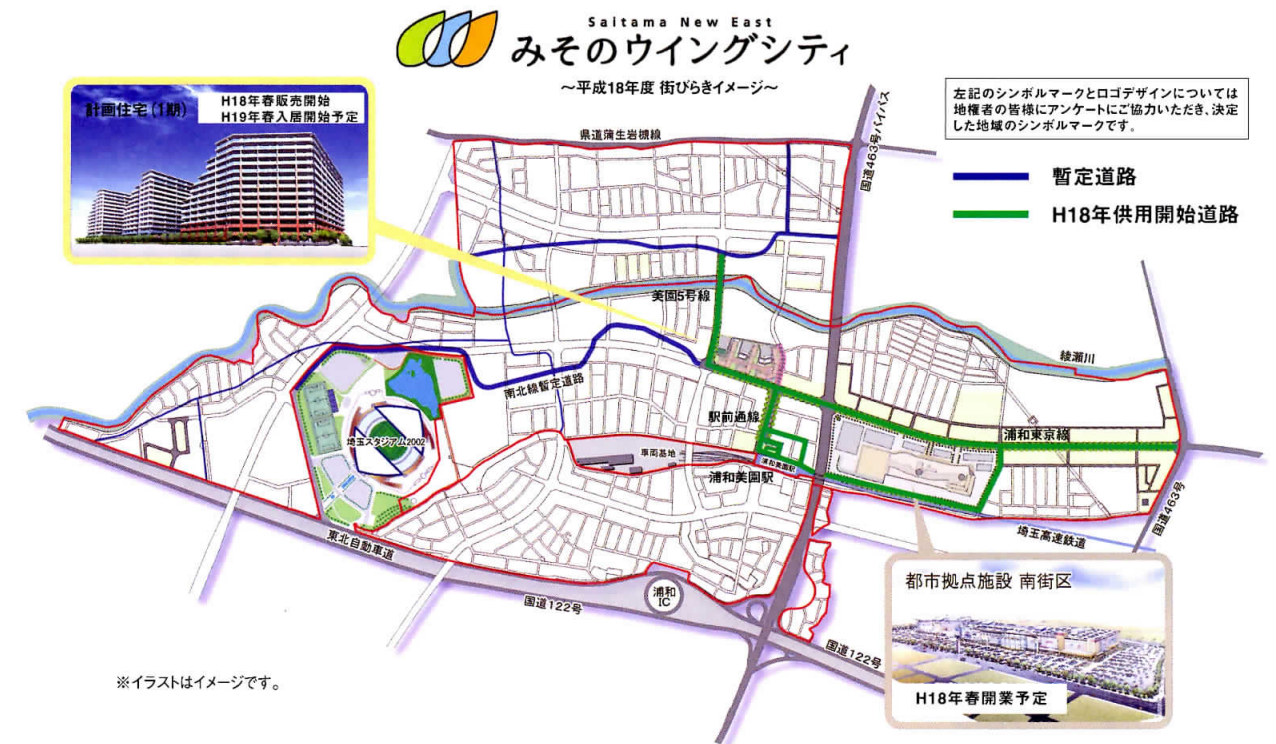 Saitama New East
みそのウイングシティ
～平成18年度 街びらきイメージ～
計画住宅(1期)
H18年春販売開始
H19年春入居開始予定
左記のシンボルマークとロゴデザインについては
地権者の皆様にアンケートにご協力いただき、決定
した地域のシンボルマークです。
暫定道路
H18年供用開始道路
県道蒲生岩槻線
国道463号バイパス
美園5号線
綾瀬川
南北線暫定道路
駅前通線
浦和東京線
埼玉スタジアム2002
車両基地
浦和美園駅
浦和美園駅
国道463号
埼玉高速鉄道
東北自動車道
国道122号
浦和
IC
国道122号
都市拠点施設 南街区
H18年春開業予定
※イラストはイメージです。